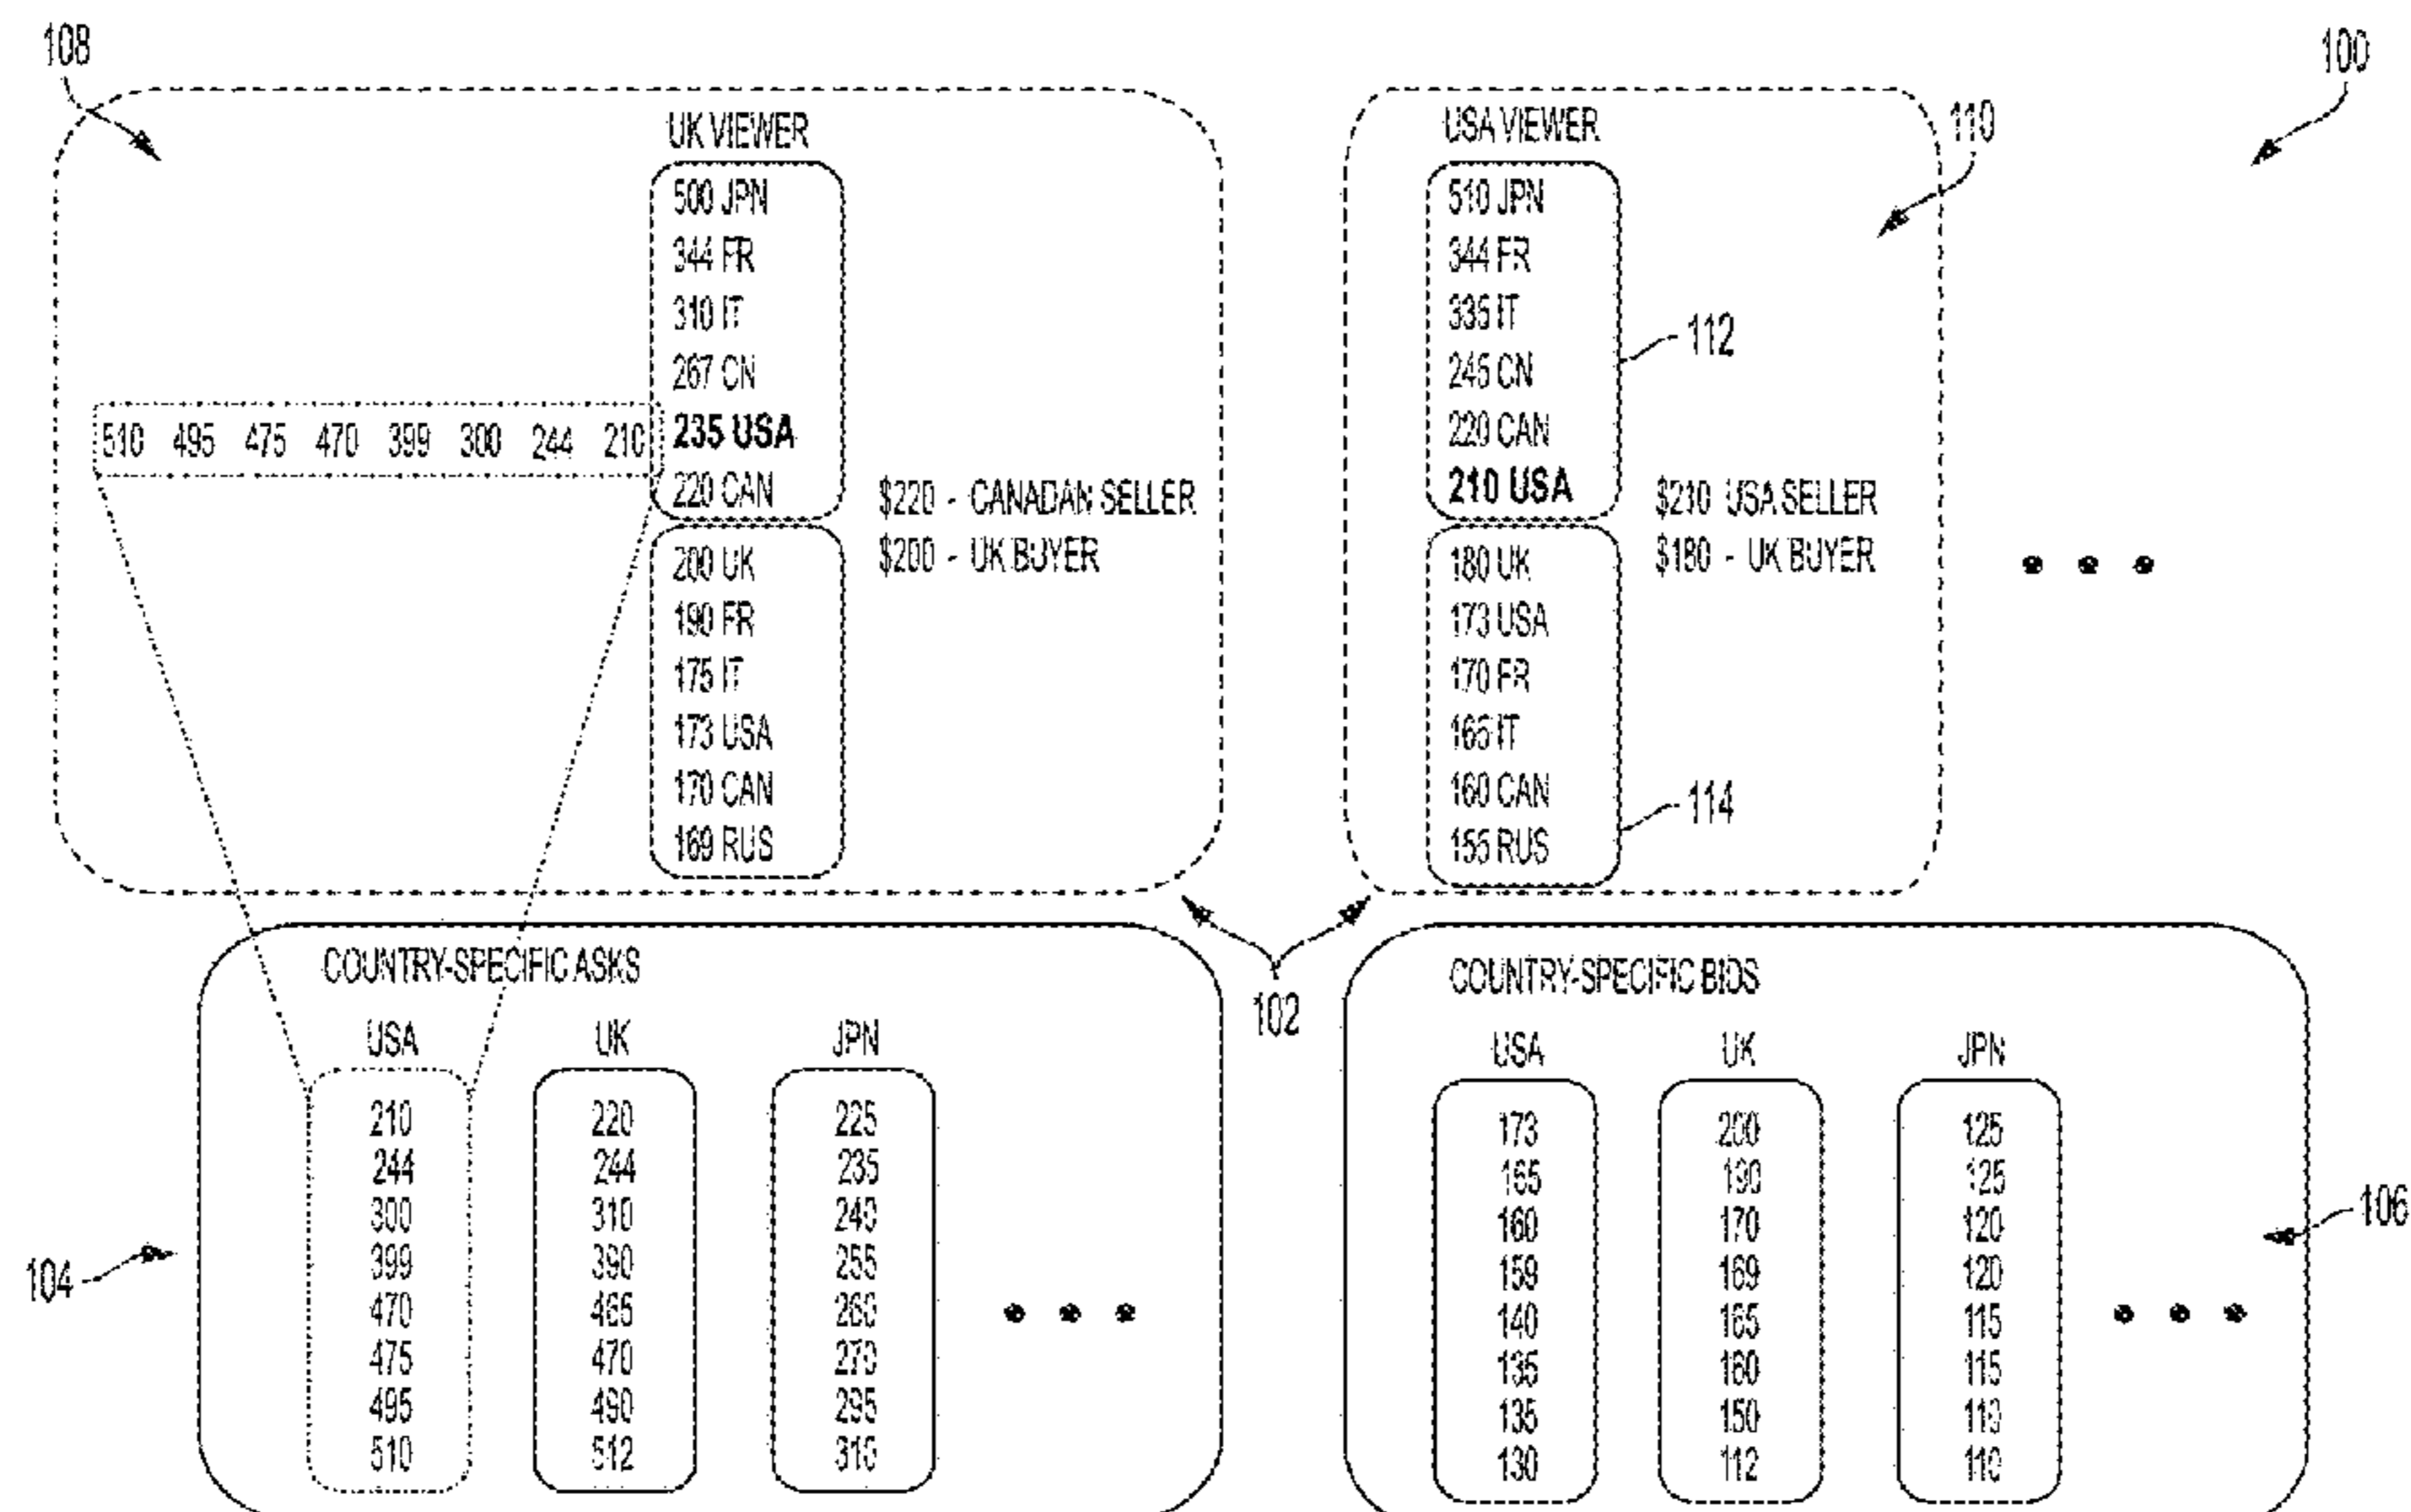 108
100
110
UK VIEWER
500 JPN
344 FR
310 IT
267 CN
510 495 475 470 399 300 244 210 235 USA
220 CAN
$220 - CANADAN SELLER
200 UK
$200 - UK BUYER
190 FR
175 IT
173 USA
170 CAN
169 RUS
USA VIEWER
510 JPN
344 FR
335 IT
245 CN
220 CAN
210 USA
$210 USA SELLER
180 UK
$180 - UK BUYER
173 USA
170 FR
165 IT
160 CAN
155 RUS
112
114
102
COUNTRY-SPECIFIC ASKS
USA UK JPN
210 220 225
244 244 235
300 310 240
399 390 255
470 465 260
475 470 270
495 490 295
510 512 310
104
COUNTRY-SPECIFIC BIDS
USA UK JPN
173 200 125
165 190 125
160 170 120
159 169 120
140 165 115
135 160 115
135 150 110
130 112 110
106